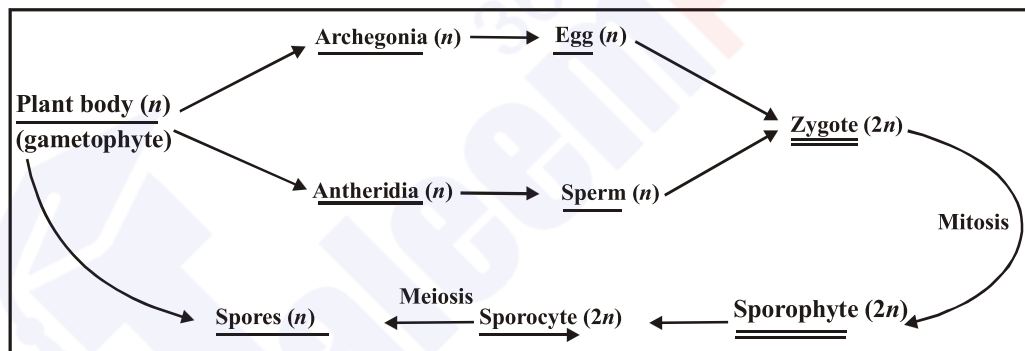 Archegonia (n)
Egg (n)
Plant body (n)
(gametophyte)
Zygote (2n)
Antheridia (n)
Sperm (n)
Mitosis
Meiosis
Spores (n)
Sporocyte (2n)
Sporophyte (2n)